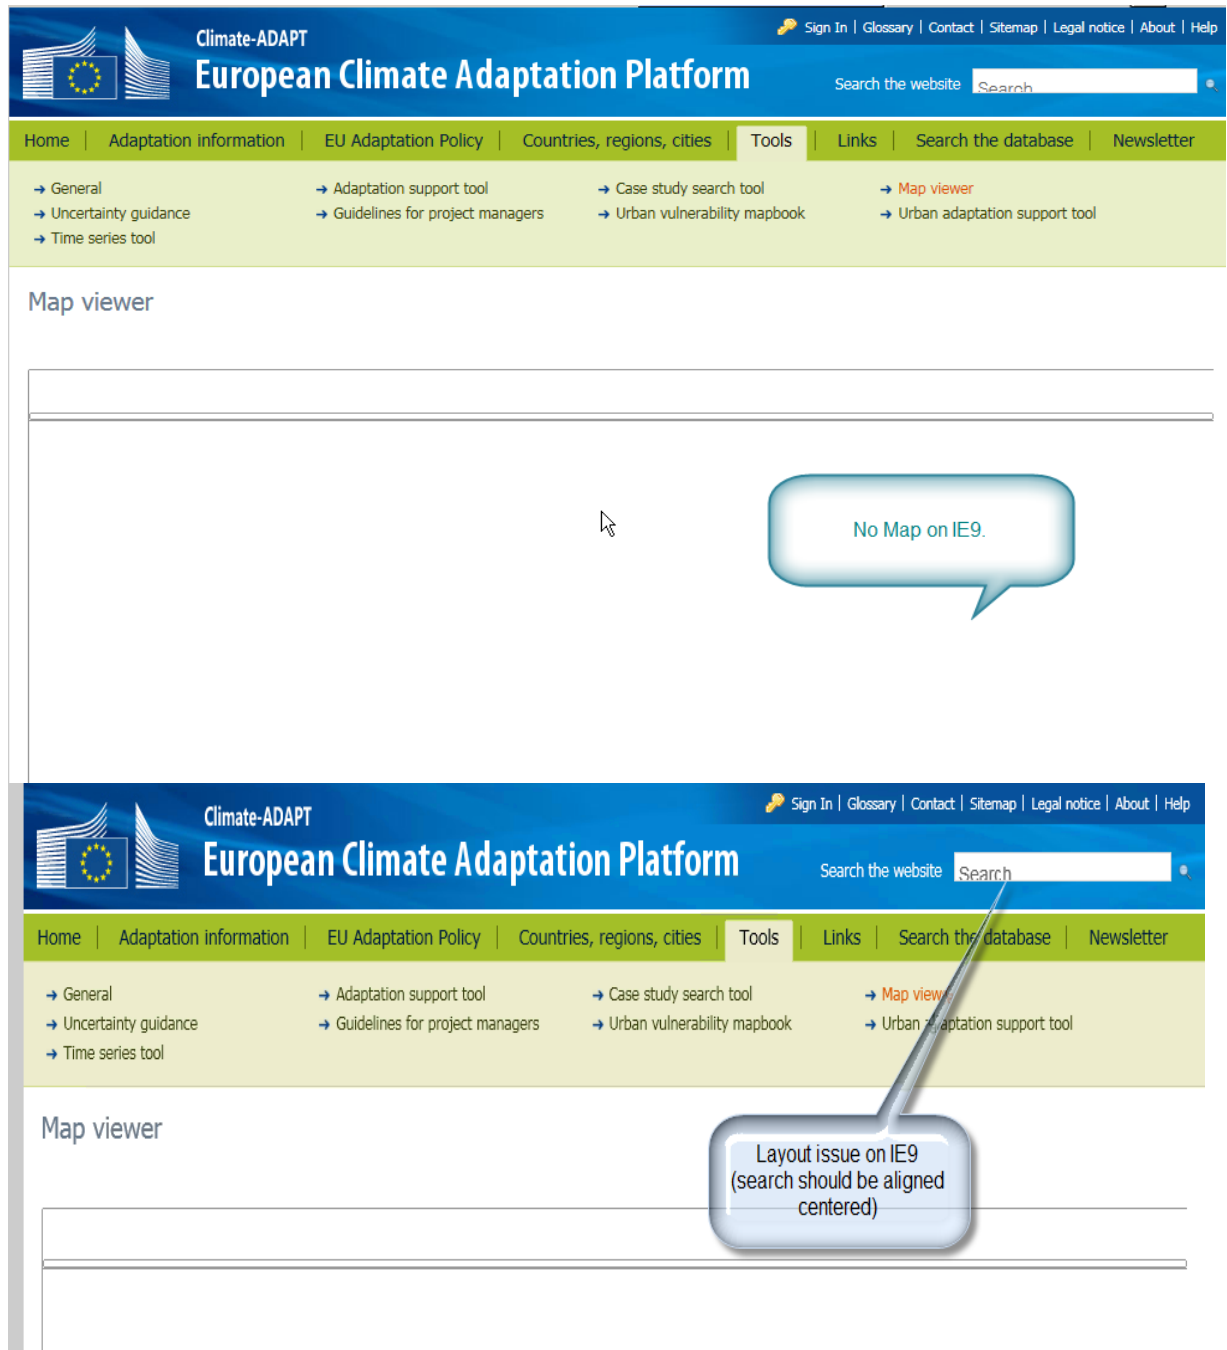 Sign In | Glossary | Contact | Sitemap | Legal notice | About | Help
Climate-ADAPT
European Climate Adaptation Platform
Search the website Search
Home | Adaptation information | EU Adaptation Policy | Countries, regions, cities | Tools | Links | Search the database | Newsletter
→ General → Adaptation support tool → Case study search tool → Map viewer
→ Uncertainty guidance → Guidelines for project managers → Urban vulnerability mapbook → Urban adaptation support tool
→ Time series tool
Map viewer
No Map on IE9.
Sign In | Glossary | Contact | Sitemap | Legal notice | About | Help
Climate-ADAPT
European Climate Adaptation Platform
Search the website Search
Home | Adaptation information | EU Adaptation Policy | Countries, regions, cities | Tools | Links | Search the database | Newsletter
→ General → Adaptation support tool → Case study search tool → Map viewer
→ Uncertainty guidance → Guidelines for project managers → Urban vulnerability mapbook → Urban adaptation support tool
→ Time series tool
Map viewer
Layout issue on IE9
(search should be aligned
centered)